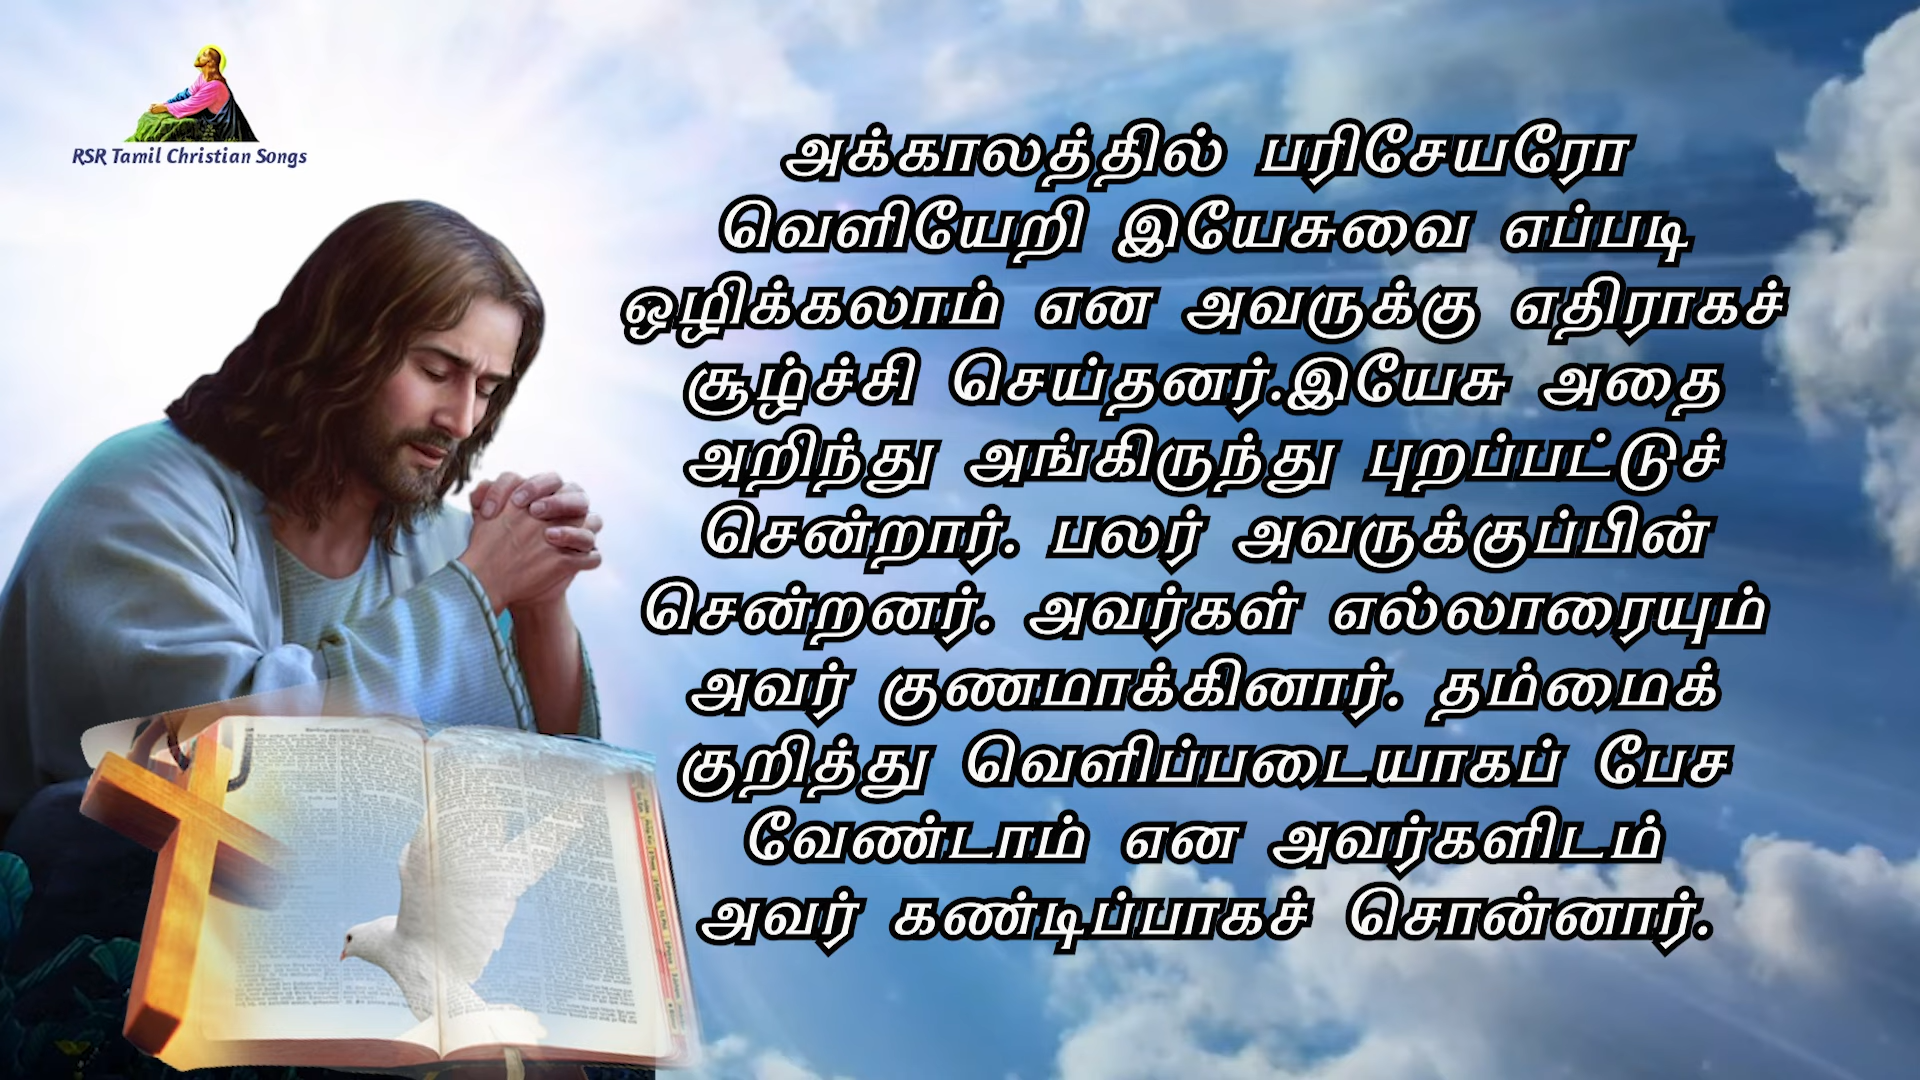 RSR Tamil Christian Songs
அக்காலத்தில் பரிசேயரோ
வெளியேறி இயேசுவை எப்படி
ஒழிக்கலாம் என அவருக்கு எதிராகச்
சூழ்ச்சி செய்தனர்.இயேசு அதை
அறிந்து அங்கிருந்து புறப்பட்டுச்
சென்றார். பலர் அவருக்குப்பின்
சென்றனர். அவர்கள் எல்லாரையும்
அவர் குணமாக்கினார். தம்மைக்
குறித்து வெளிப்படையாகப் பேச
வேண்டாம் என அவர்களிடம்
அவர் கண்டிப்பாகச் சொன்னார்.